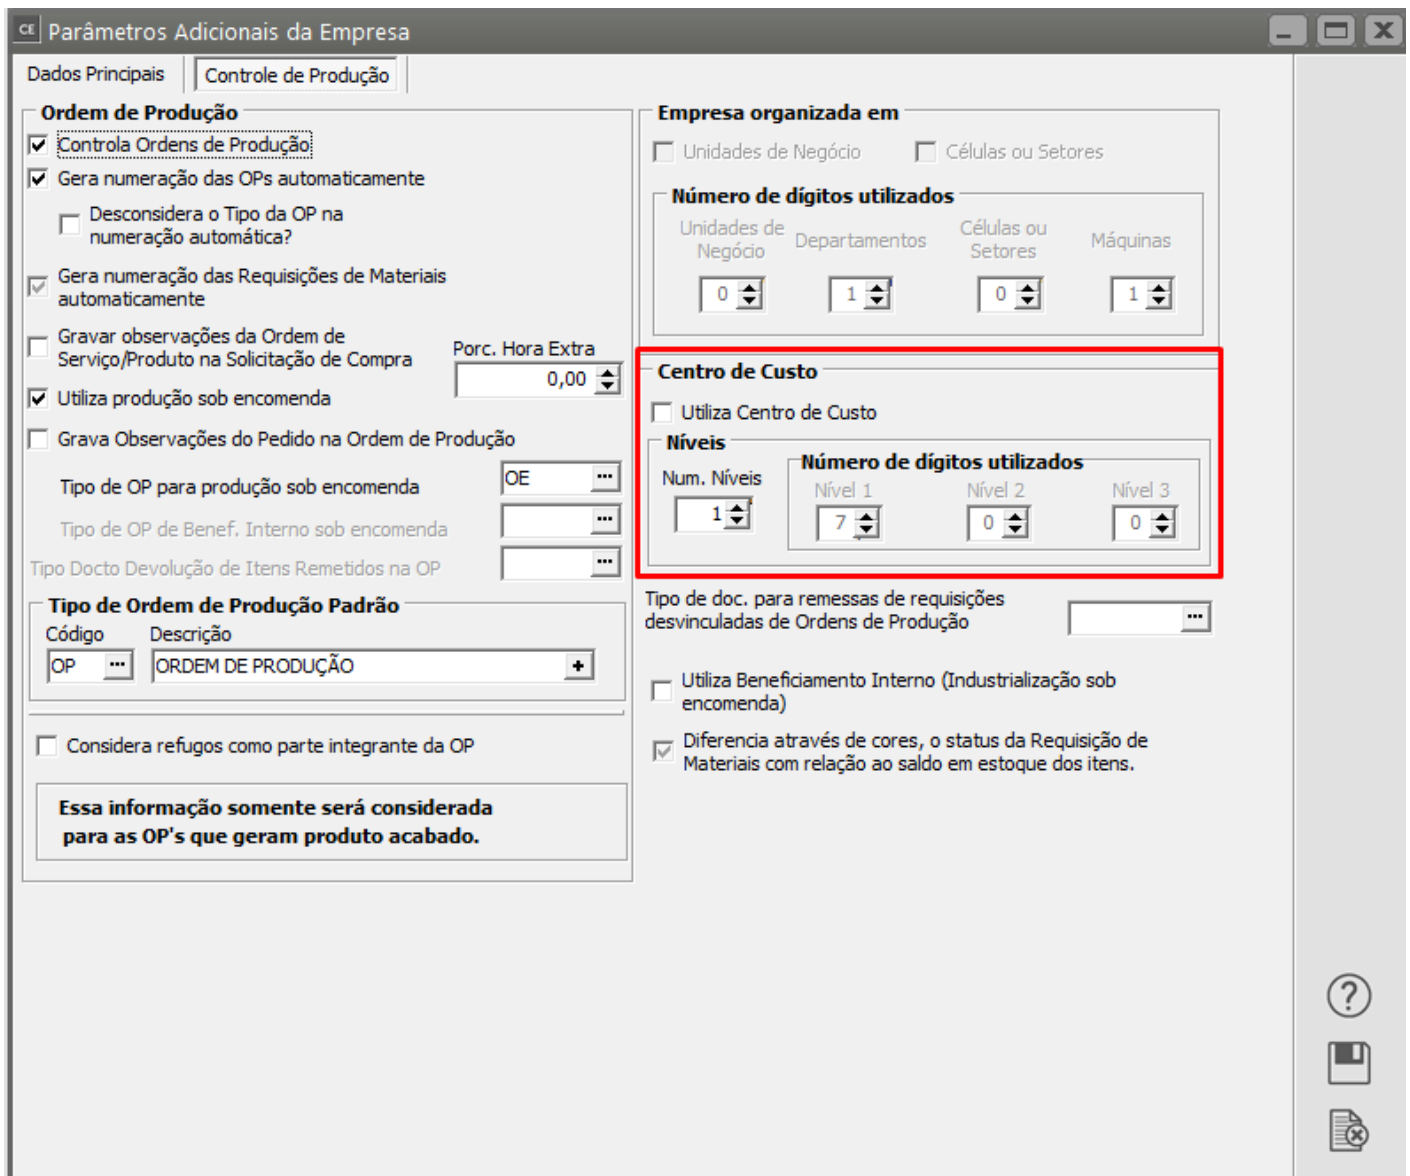 CE Parâmetros Adicionais da Empresa
Dados Principais
Controle de Produção
Ordem de Produção
Controla Ordens de Produção
Gera numeração das OPs automaticamente
Desconsidera o Tipo da OP na
numeração automática?
Gera numeração das Requisições de Materiais
automaticamente
Gravar observações da Ordem de
Serviço/Produto na Solicitação de Compra
Porc. Hora Extra
0,00
Utiliza produção sob encomenda
Grava Observações do Pedido na Ordem de Produção
Tipo de OP para produção sob encomenda
OE
Tipo de OP de Benef. Interno sob encomenda
Tipo Docto Devolução de Itens Remetidos na OP
Tipo de Ordem de Produção Padrão
Código Descrição
OP ORDEM DE PRODUÇÃO
Considera refugos como parte integrante da OP
Essa informação somente será considerada
para as OP's que geram produto acabado.
Empresa organizada em
Unidades de Negócio Células ou Setores
Número de dígitos utilizados
Unidades de
Negócio
Departamentos
Células ou
Setores
Máquinas
0 1 0 1
Centro de Custo
Utiliza Centro de Custo
Níveis
Num. Níveis
1
Número de dígitos utilizados
Nível 1 Nível 2 Nível 3
7 0 0
Tipo de doc. para remessas de requisições
desvinculadas de Ordens de Produção
Utiliza Beneficiamento Interno (Industrialização sob
encomenda)
Diferencia através de cores, o status da Requisição de
Materiais com relação ao saldo em estoque dos itens.